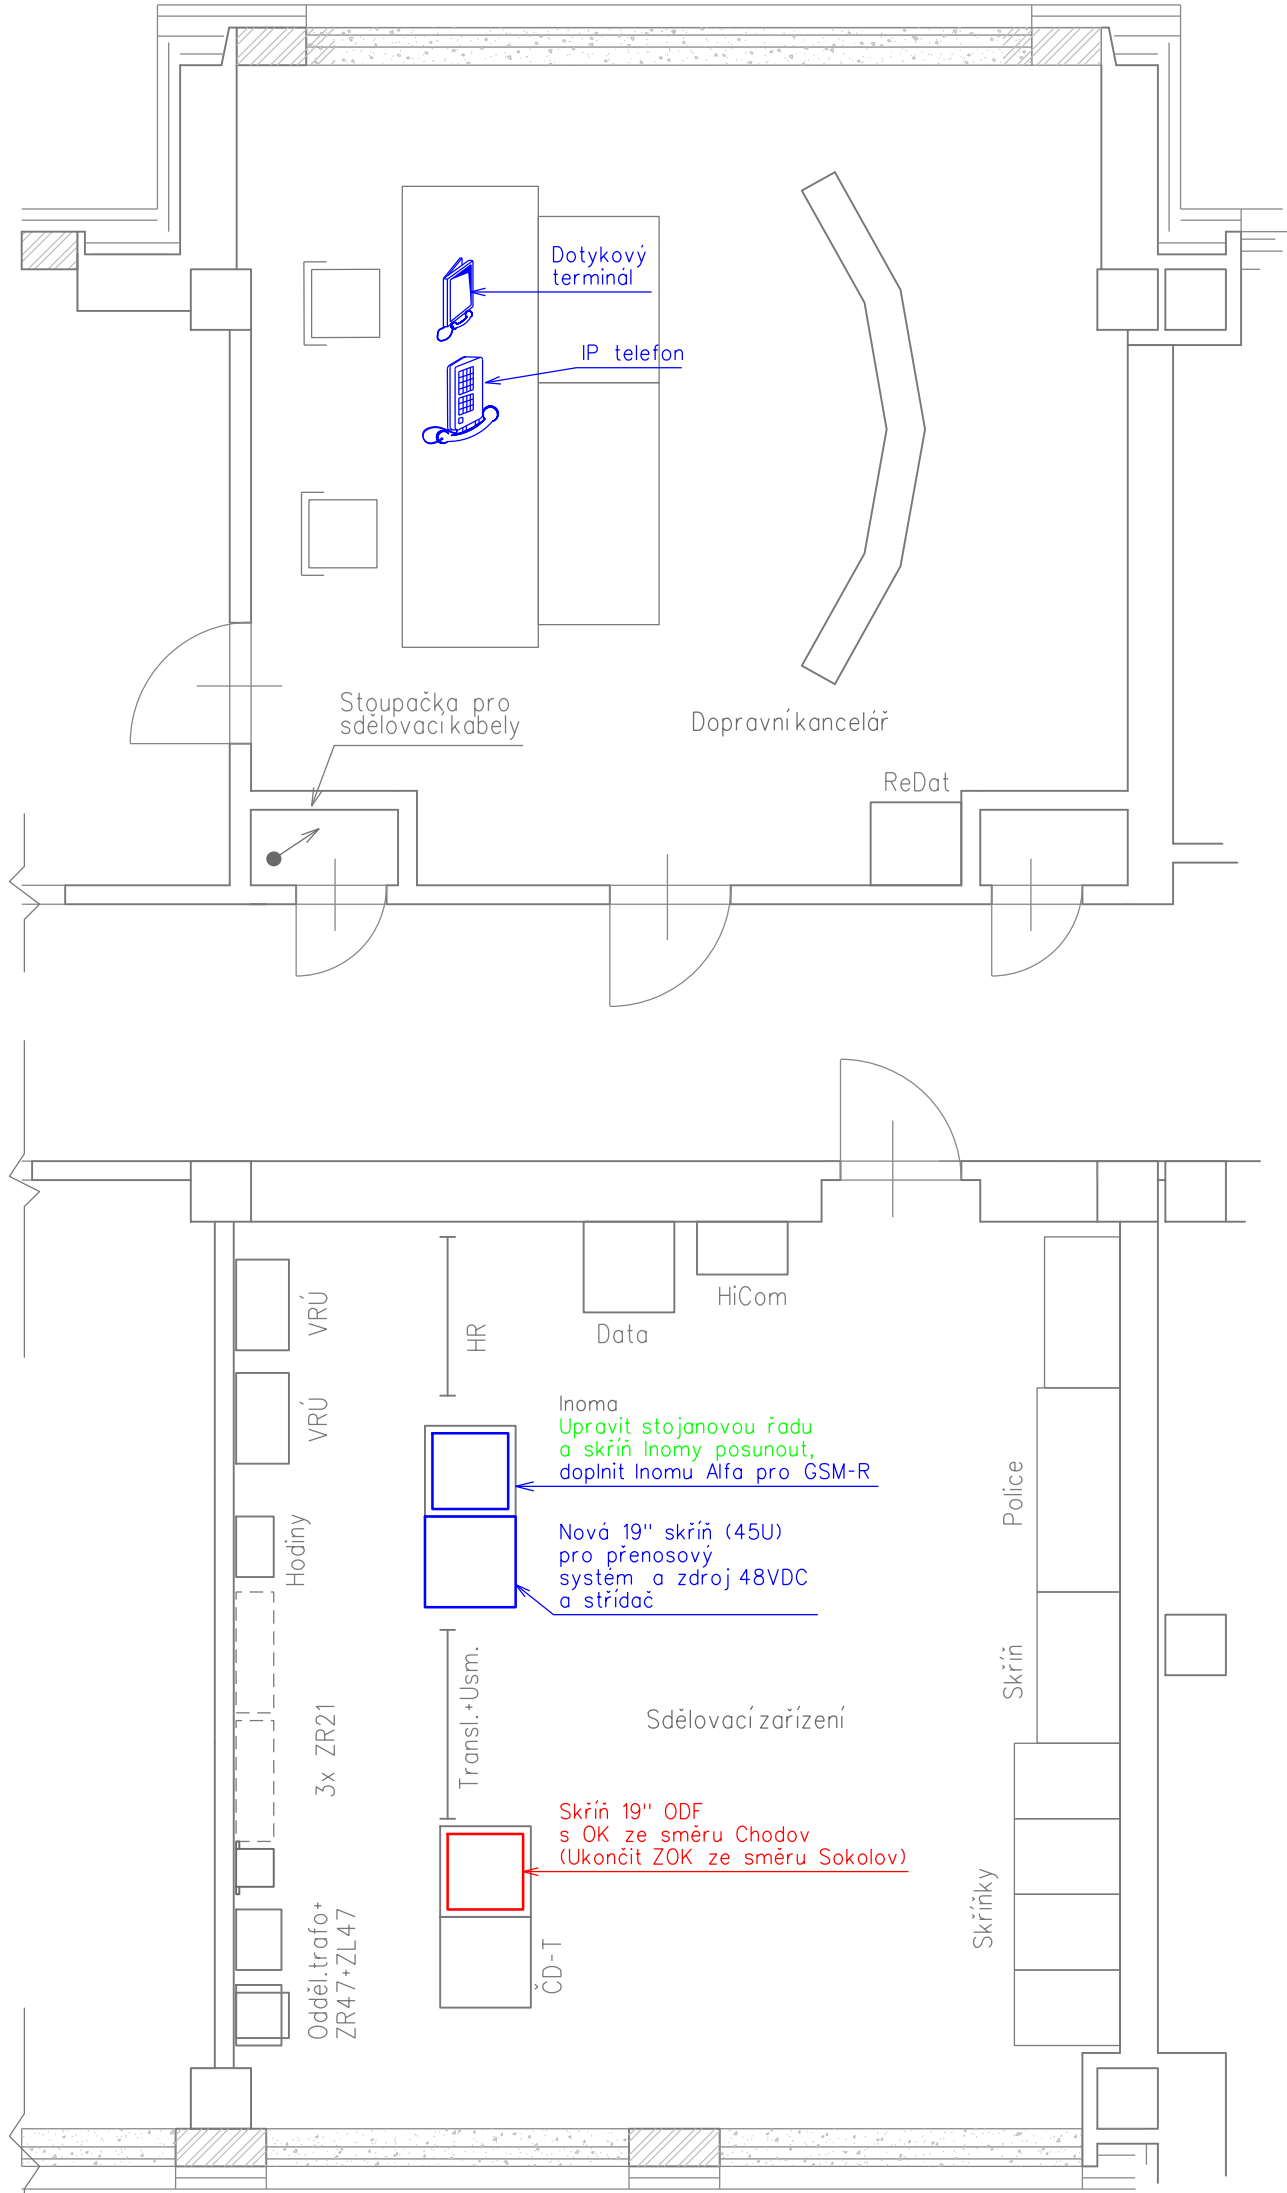 Dotykový
terminál
IP telefon
Stoupačka pro
sdělovací kabely
Dopravní kancelář
ReDat
HiCom
Data
VRÚ
HR
VRÚ
Inoma
Upravit stojanovou řadu
a skříň Inomy posunout,
doplnit Inomu Alfa pro GSM-R
Police
Hodiny
Nová 19" skříň (45U)
pro přenosový
systém a zdroj 48VDC
a střídač
Transl.+Usm.
Skříň
3x ZR21
Sdělovací zařízení
Skříň 19" ODF
s OK ze směru Chodov
(Ukončit ZOK ze směru Sokolov)
Skříňky
Odděl.trafo+
ZR47+ZL47
ČD-T